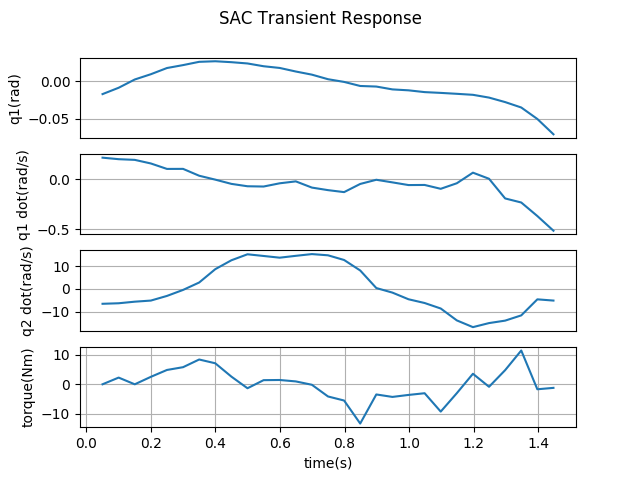 SAC Transient Response
q1(rad)
0.00
−0.05
q1 dot(rad/s)
0.0
−0.5
q2 dot(rad/s)
10
0
−10
torque(Nm)
10
0
−10
0.0 0.2 0.4 0.6 0.8 1.0 1.2 1.4
time(s)